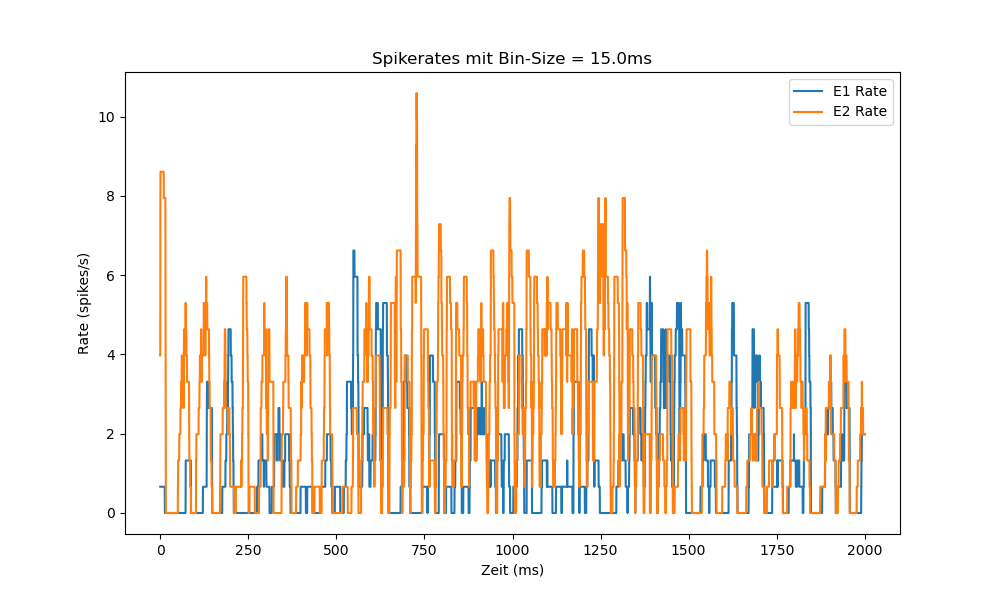 Spikerates mit Bin-Size = 15.0ms
E1 Rate
E2 Rate
Rate (spikes/s)
10
8
6
4
2
0
0 250 500 750 1000 1250 1500 1750 2000
Zeit (ms)